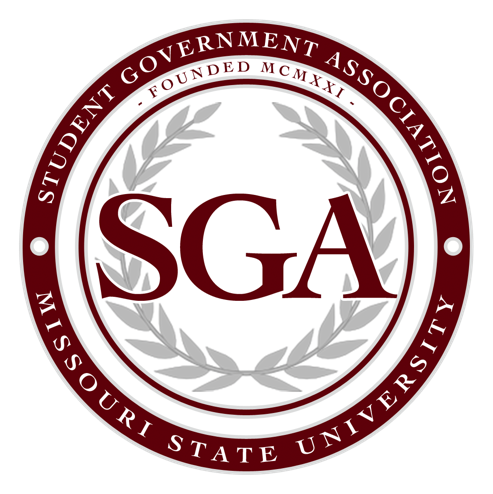 STUDENT GOVERNMENT ASSOCIATION
- FOUNDED MCMXXI -
SGA
MISSOURI STATE UNIVERSITY